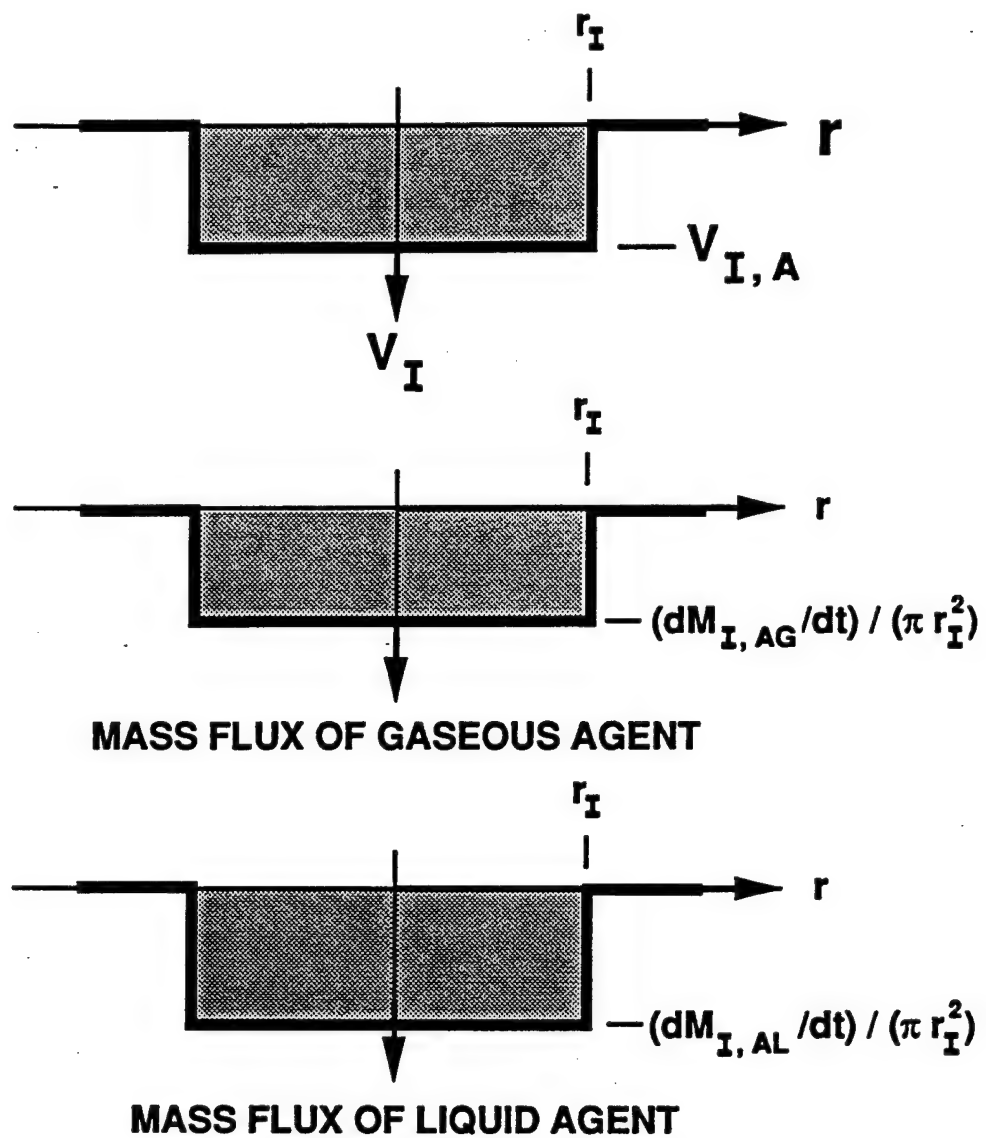 r_I
r
V_I, A
V_I
r_I
r
(dM_I, AG /dt) / (π r_I^2)
MASS FLUX OF GASEOUS AGENT
r_I
r
(dM_I, AL /dt) / (π r_I^2)
MASS FLUX OF LIQUID AGENT